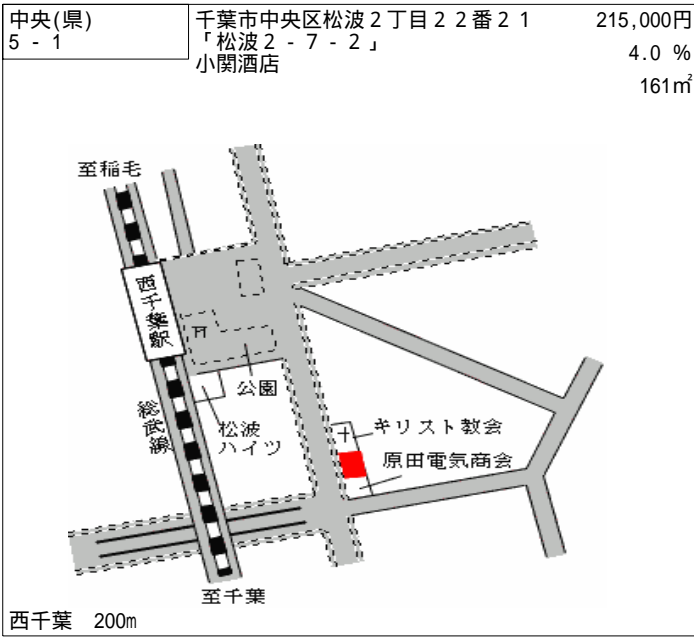 中央(県)
5 - 1
千葉市中央区松波２丁目２２番２１
「松波２-７-２」
小関酒店
215,000円
4.0 %
161㎡
至稲毛
西千葉駅
公園
総武線
松波
ハイツ
キリスト教会
原田電気商会
至千葉
西千葉　200m